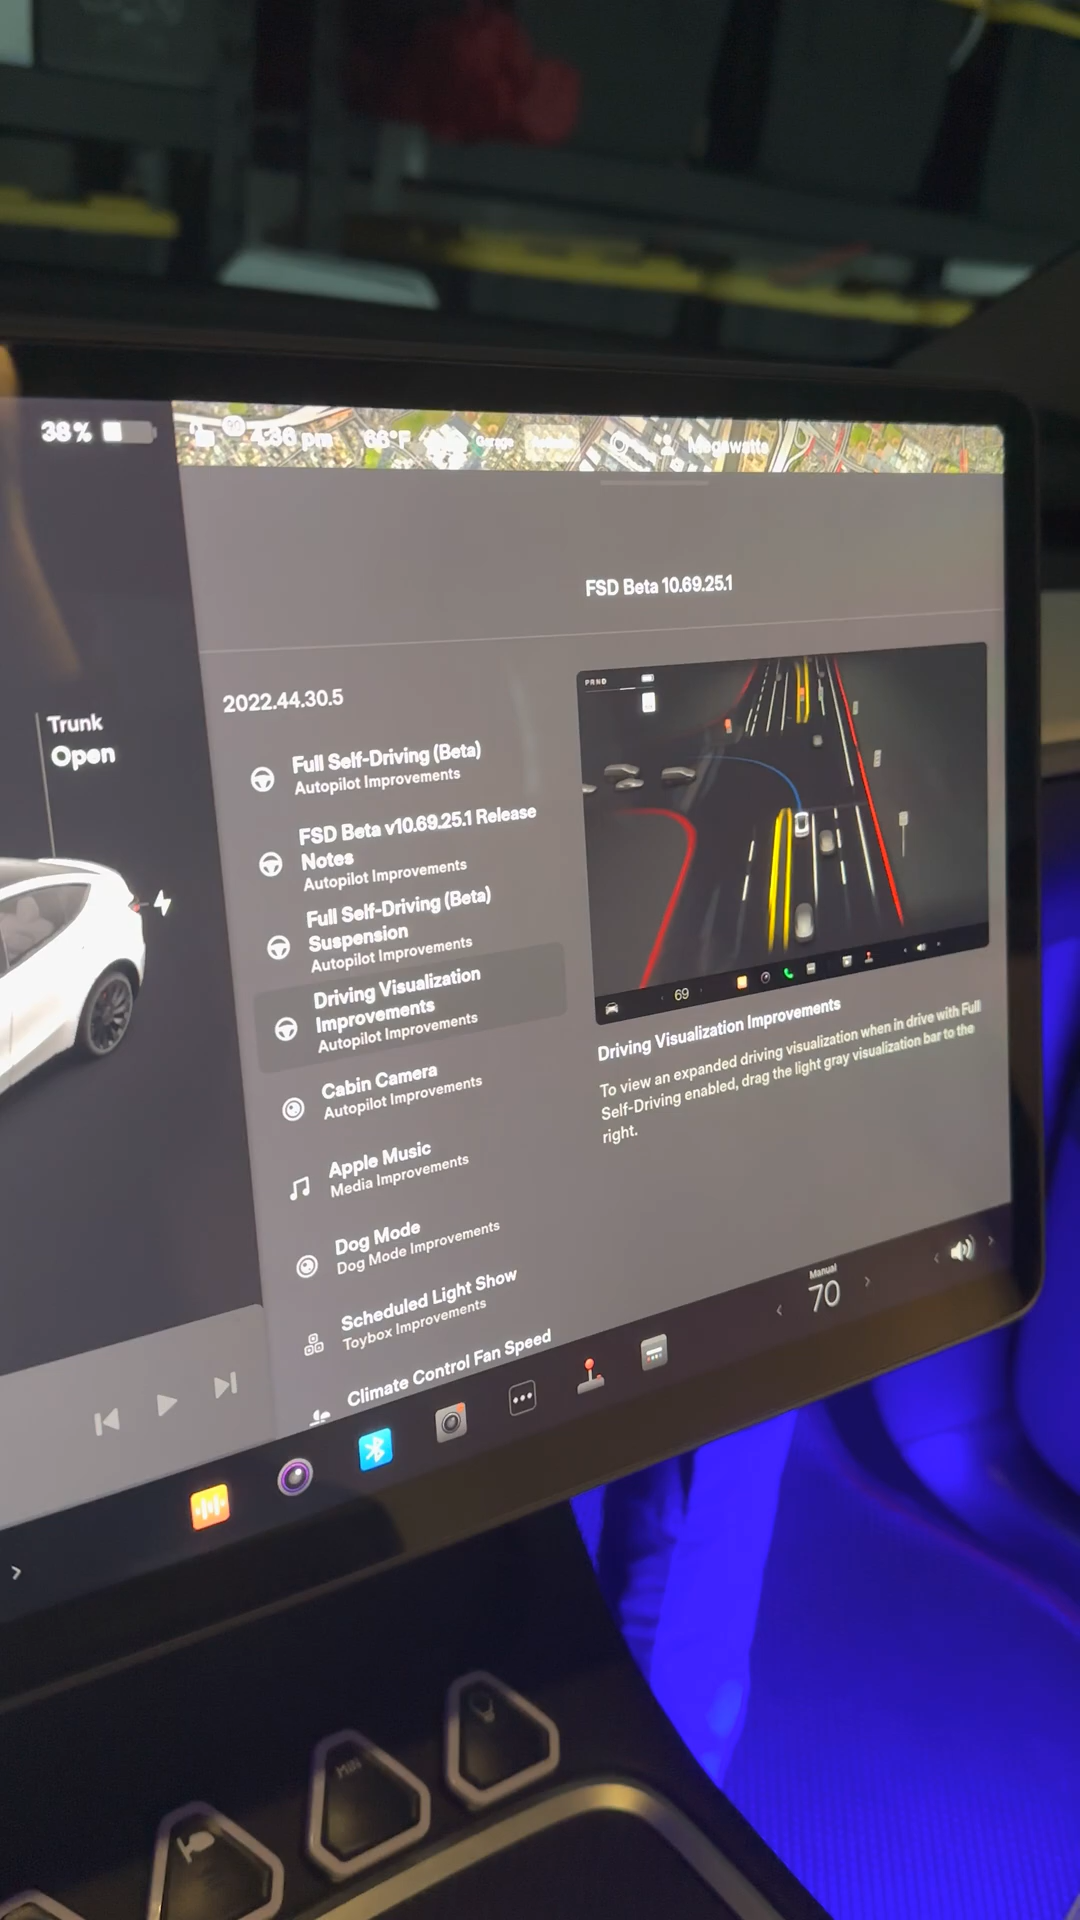 38%
4:36 pm
66°F
Garage
Megawatts
FSD Beta 10.69.25.1
Trunk
Open
2022.44.30.5
Full Self-Driving (Beta)
Autopilot Improvements
FSD Beta v10.69.25.1 Release
Notes
Autopilot Improvements
Full Self-Driving (Beta)
Suspension
Autopilot Improvements
Driving Visualization
Improvements
Autopilot Improvements
Cabin Camera
Autopilot Improvements
Apple Music
Media Improvements
Dog Mode
Dog Mode Improvements
Scheduled Light Show
Toybox Improvements
Climate Control Fan Speed
PRND
69
Driving Visualization Improvements
To view an expanded driving visualization when in drive with Full
Self-Driving enabled, drag the light gray visualization bar to the
right.
Manual
70